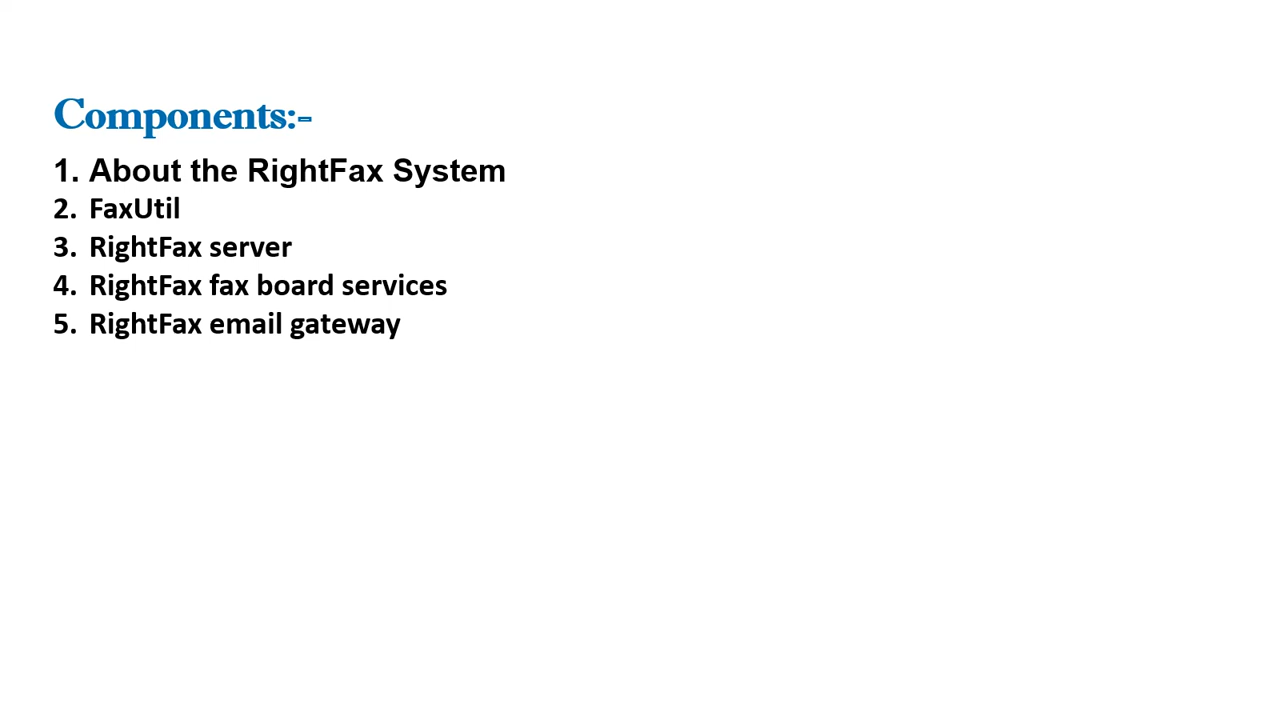 Components:-
1. About the RightFax System
2. FaxUtil
3. RightFax server
4. RightFax fax board services
5. RightFax email gateway